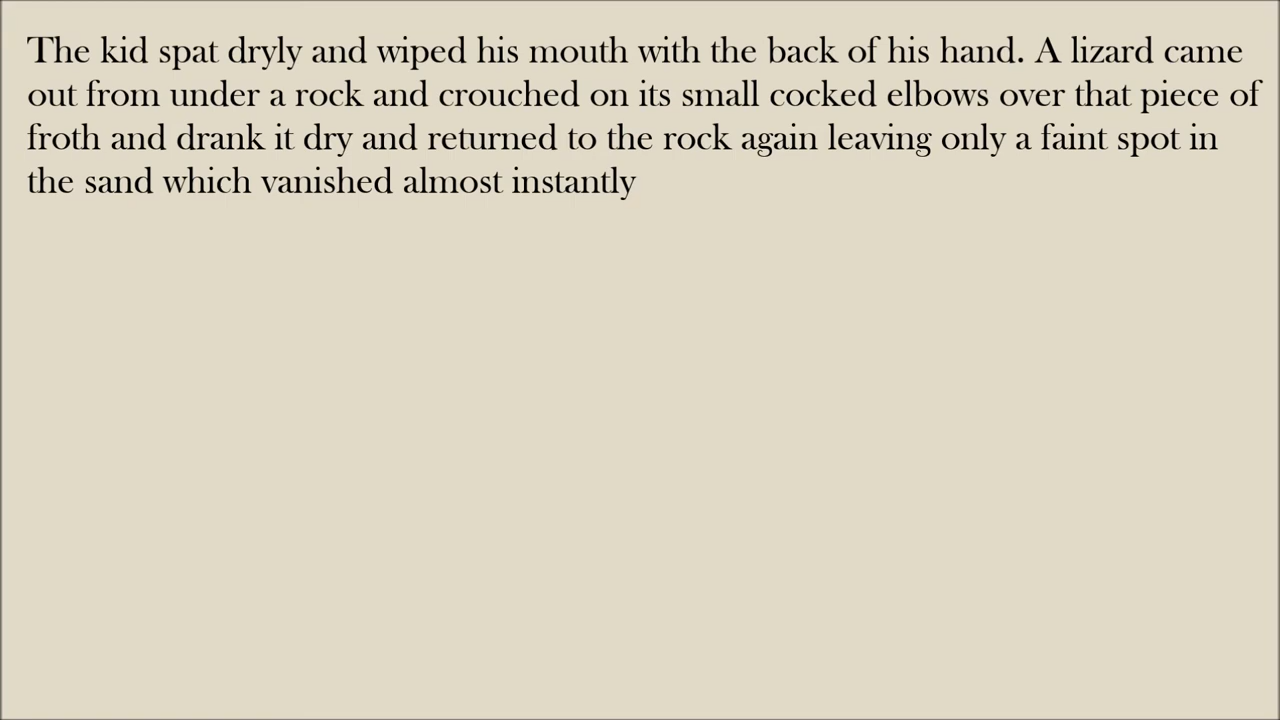 The kid spat dryly and wiped his mouth with the back of his hand. A lizard came
out from under a rock and crouched on its small cocked elbows over that piece of
froth and drank it dry and returned to the rock again leaving only a faint spot in
the sand which vanished almost instantly